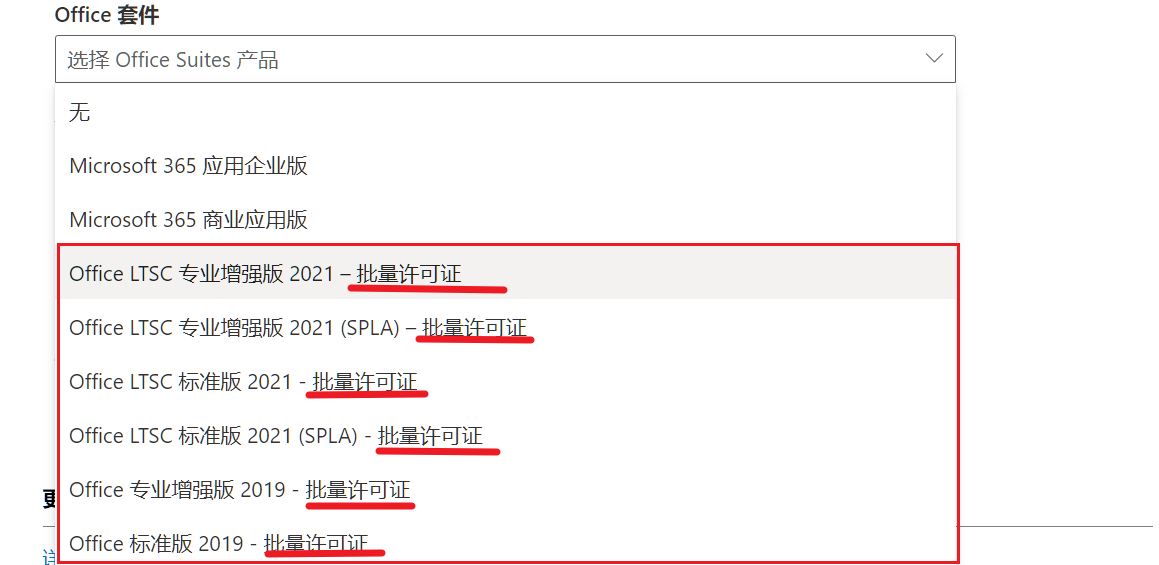 Office 套件
选择 Office Suites 产品
无
Microsoft 365 应用企业版
Microsoft 365 商业应用版
Office LTSC 专业增强版 2021 – 批量许可证
Office LTSC 专业增强版 2021 (SPLA) – 批量许可证
Office LTSC 标准版 2021 - 批量许可证
Office LTSC 标准版 2021 (SPLA) - 批量许可证
Office 专业增强版 2019 - 批量许可证
Office 标准版 2019 - 批量许可证